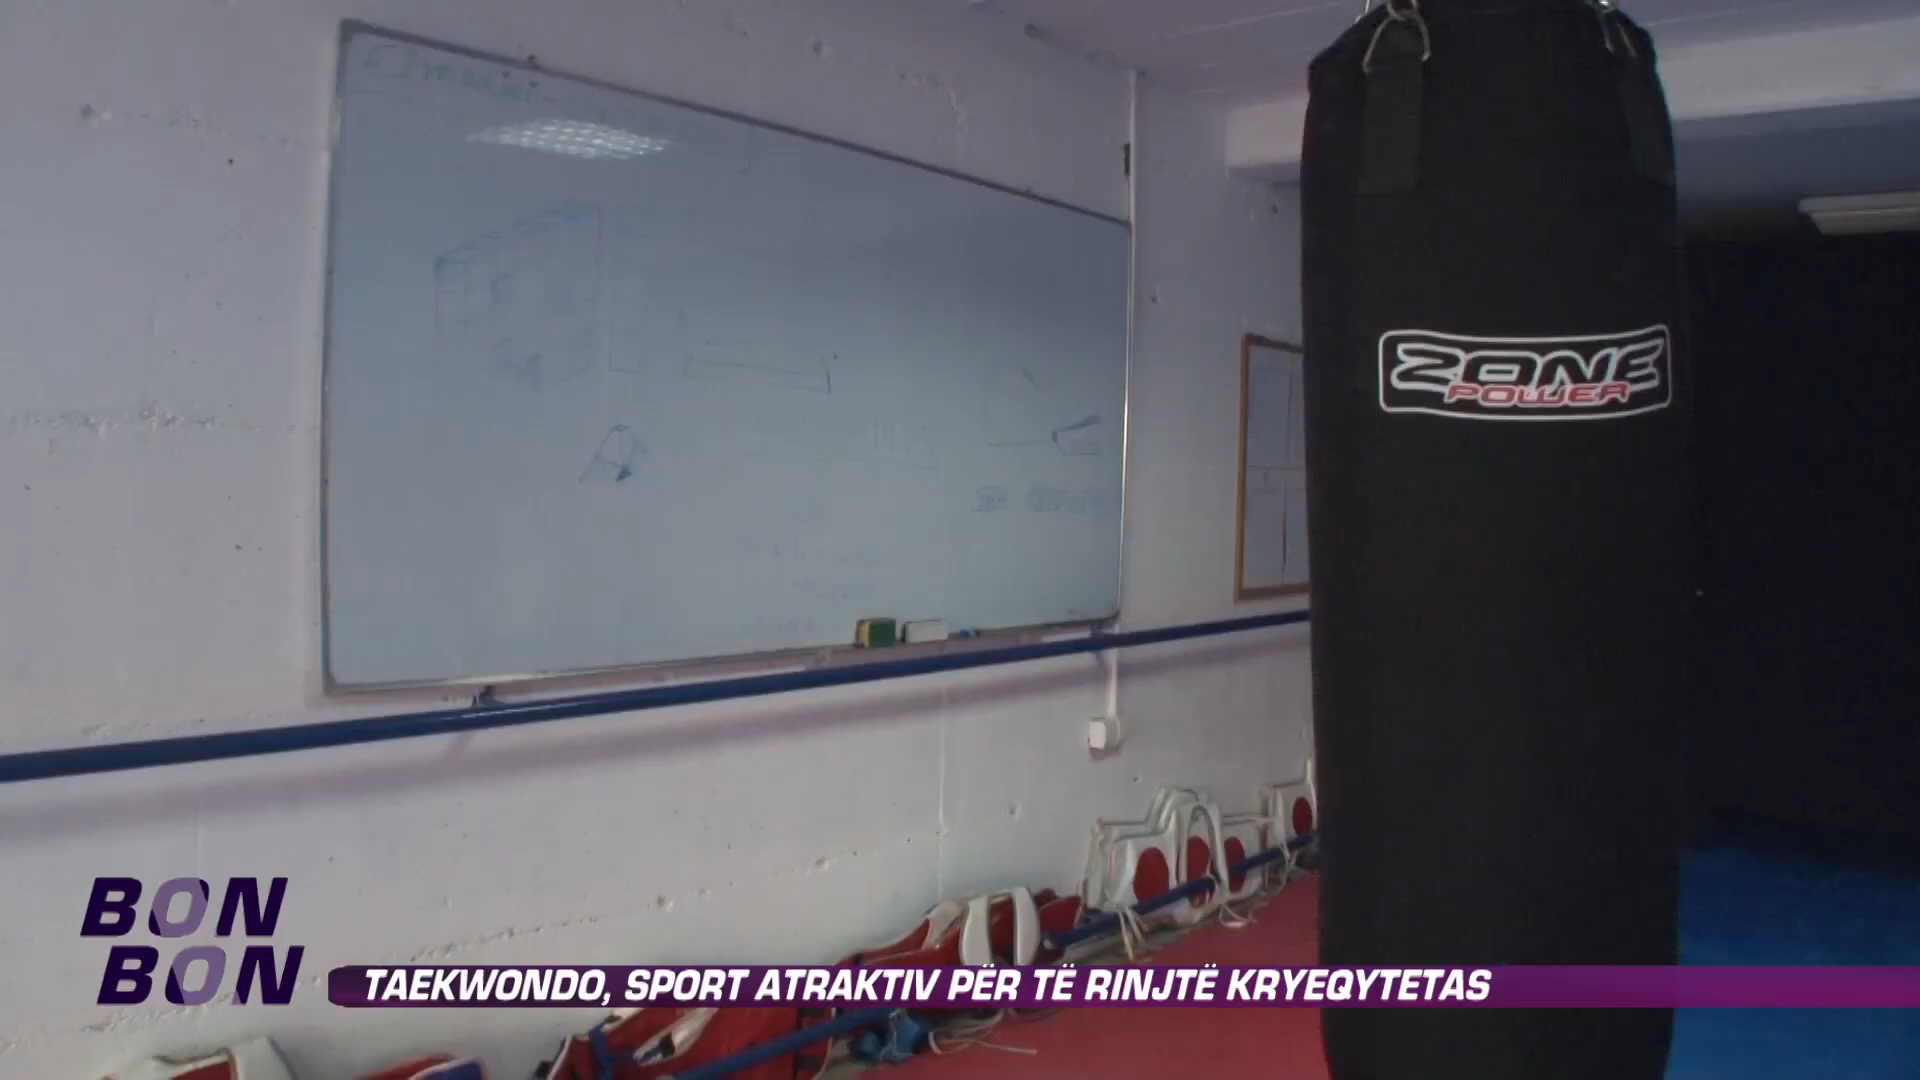 ZONE
POWER
BON
BON
TAEKWONDO, SPORT ATRAKTIV PËR TË RINJTË KRYEQYTETAS